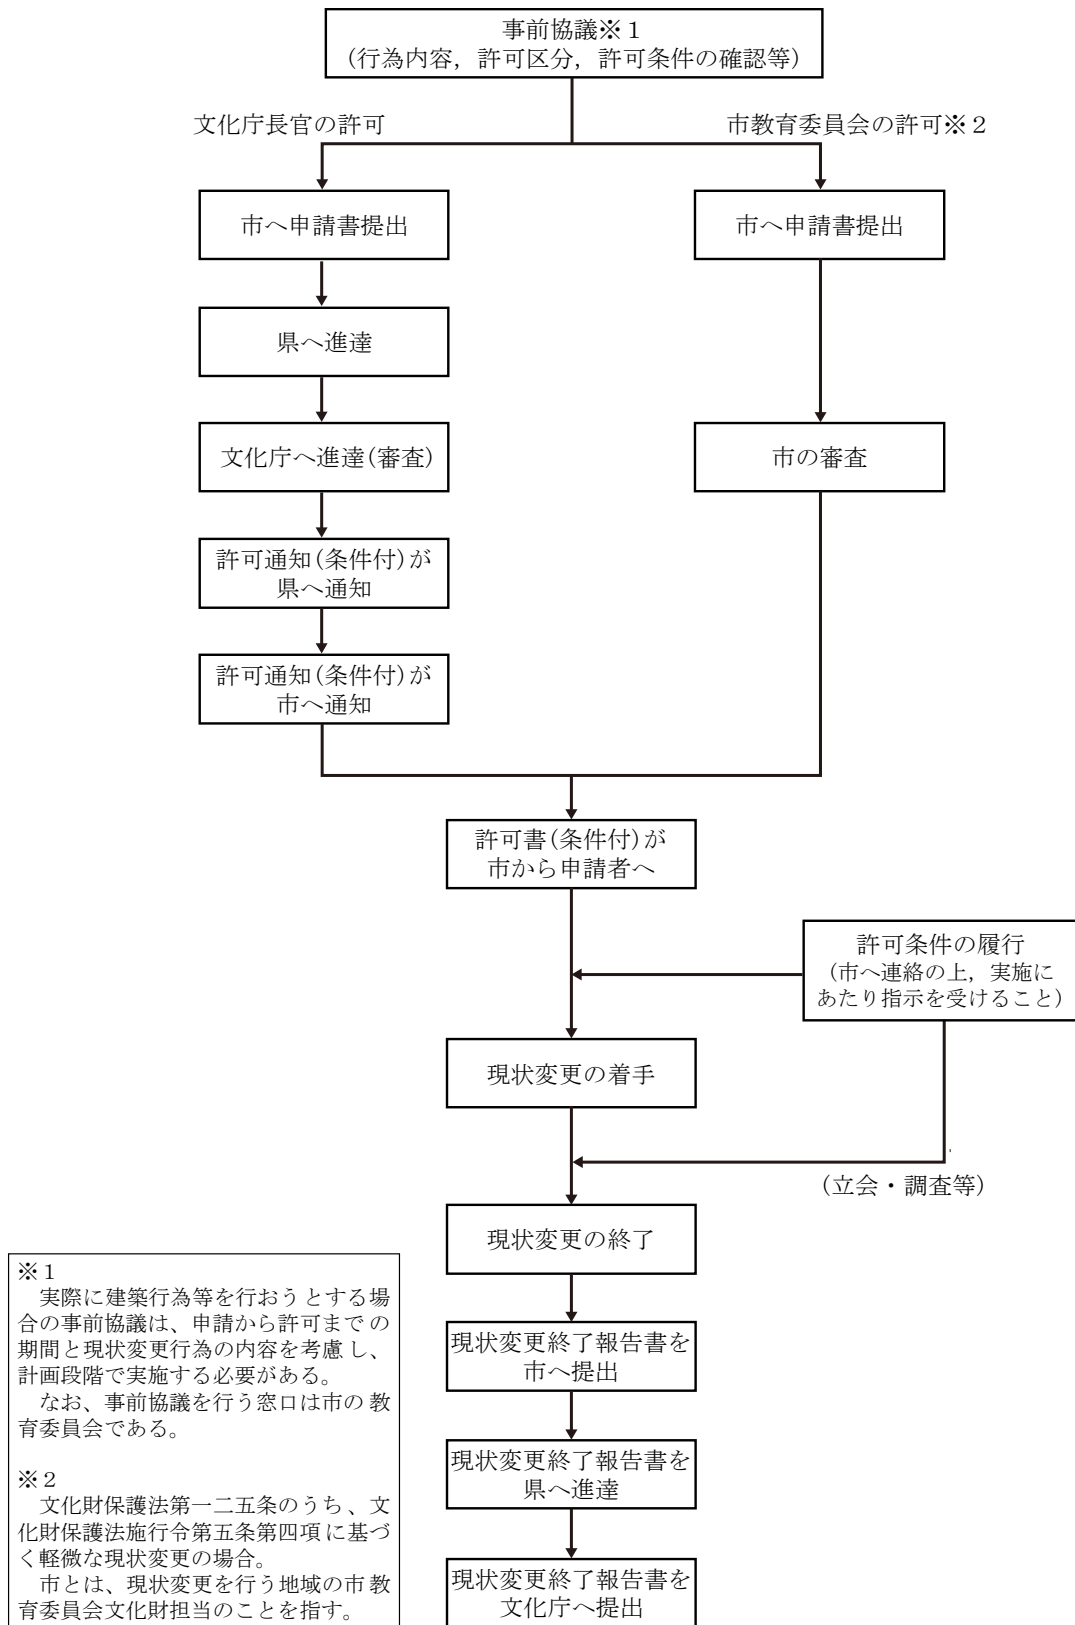 事前協議※１
（行為内容，許可区分，許可条件の確認等）
文化庁長官の許可
市教育委員会の許可※２
市へ申請書提出
市へ申請書提出
県へ進達
文化庁へ進達（審査）
市の審査
許可通知（条件付）が
県へ通知
許可通知（条件付）が
市へ通知
許可書（条件付）が
市から申請者へ
許可条件の履行
（市へ連絡の上，実施に
あたり指示を受けること）
現状変更の着手
（立会・調査等）
現状変更の終了
現状変更終了報告書を
市へ提出
現状変更終了報告書を
県へ進達
現状変更終了報告書を
文化庁へ提出
※１
実際に建築行為等を行おうとする場
合の事前協議は、申請から許可までの
期間と現状変更行為の内容を考慮し、
計画段階で実施する必要がある。
なお、事前協議を行う窓口は市の教
育委員会である。
※２
文化財保護法第一二五条のうち、文
化財保護法施行令第五条第四項に基づ
く軽微な現状変更の場合。
市とは、現状変更を行う地域の市教
育委員会文化財担当のことを指す。